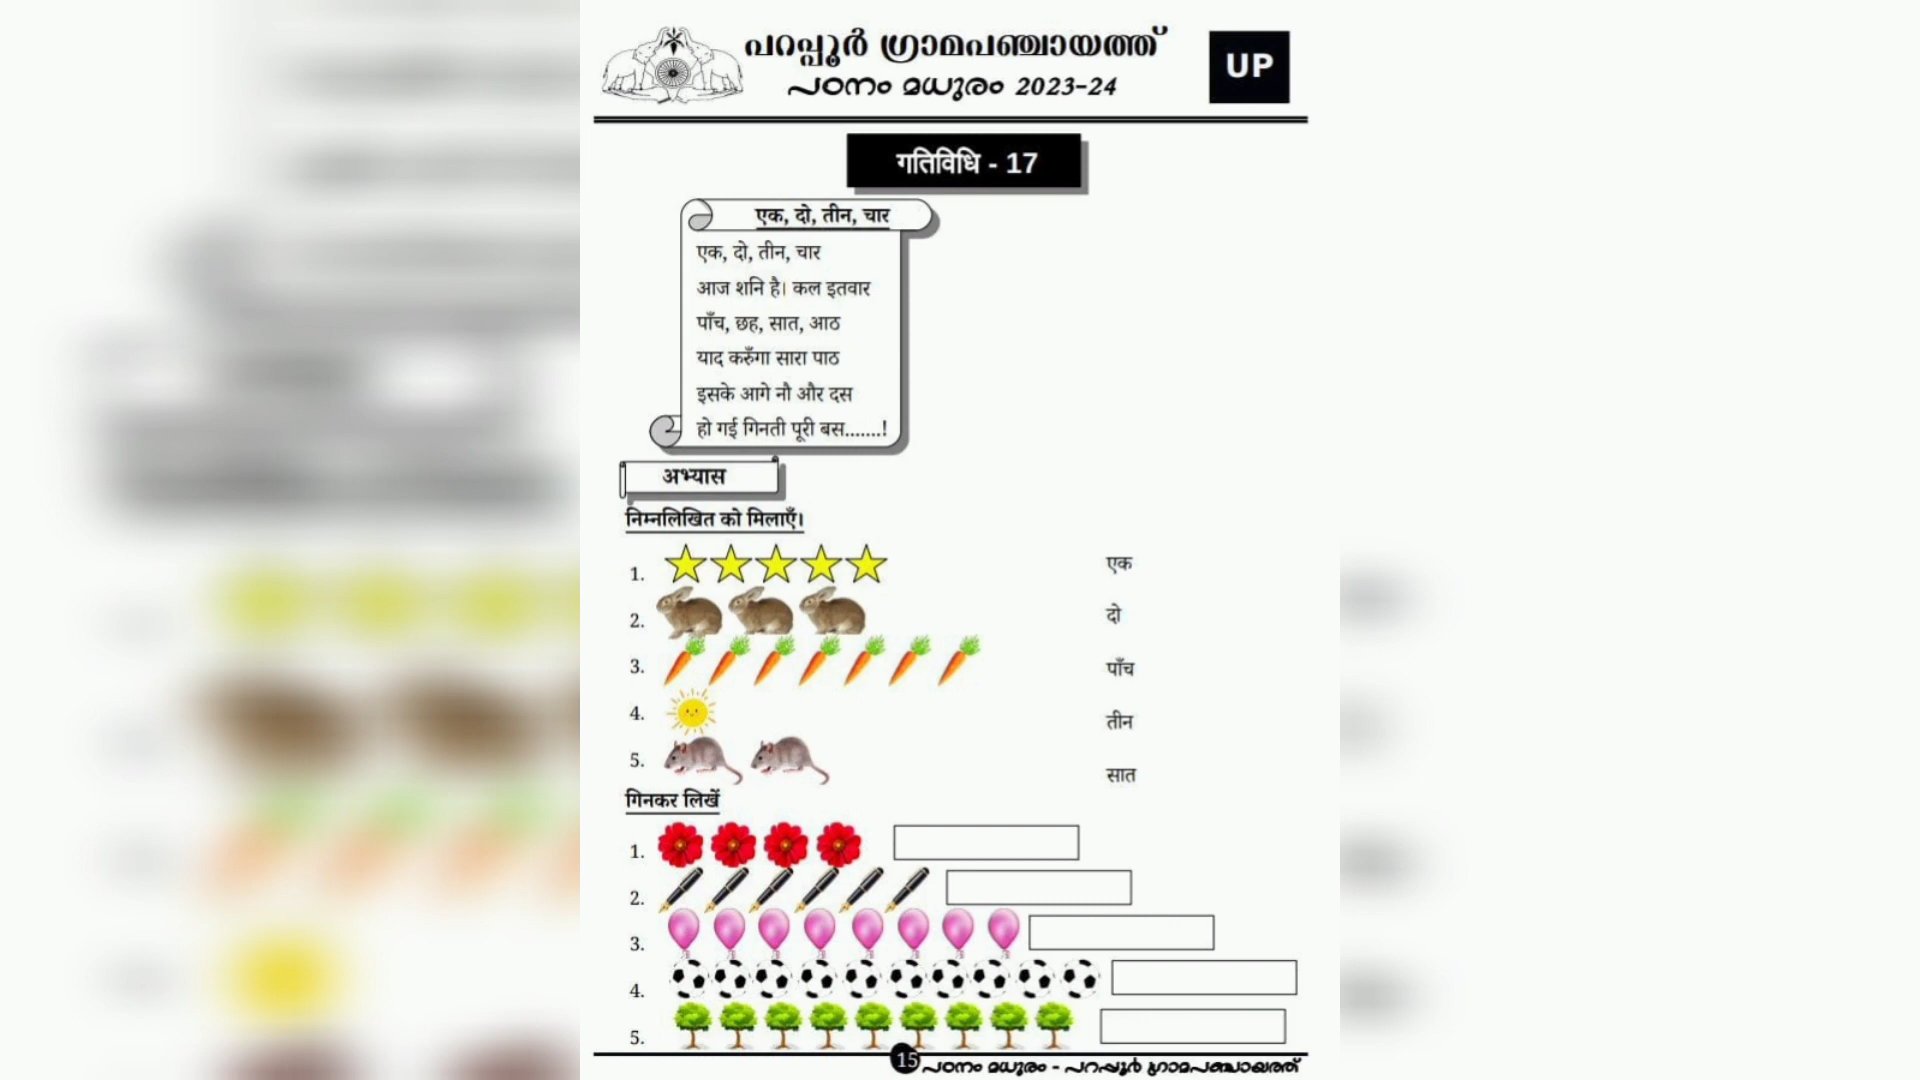 പറപ്പൂർ ഗ്രാമപഞ്ചായത്ത്
പഠനം മധുരം 2023-24
UP
गतिविधि - 17
एक, दो, तीन, चार
एक, दो, तीन, चार
आज शनि है। कल इतवार
पाँच, छह, सात, आठ
याद करुँगा सारा पाठ
इसके आगे नौ और दस
हो गई गिनती पूरी बस.......!
अभ्यास
निम्नलिखित को मिलाएँ।
1. एक
2. दो
3. पाँच
4. तीन
5. सात
गिनकर लिखें
1.
2.
3.
4.
5.
15 പഠനം മധുരം - പറപ്പൂർ ഗ്രാമപഞ്ചായത്ത്